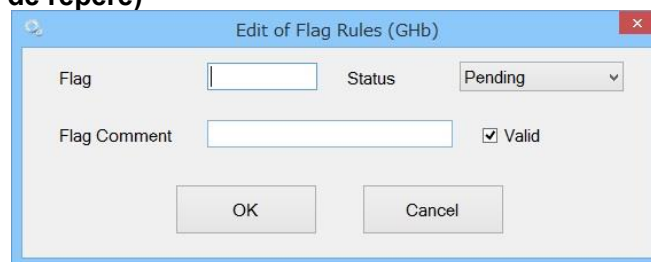 de repère)
Edit of Flag Rules (GHb)
Flag Status Pending
Flag Comment Valid
OK Cancel